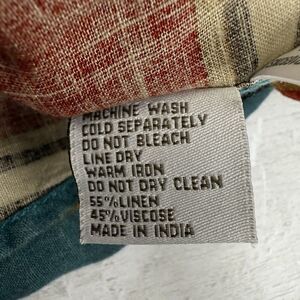 MACHINE WASH
COLD SEPARATELY
DO NOT BLEACH
LINE DRY
WARM IRON
DO NOT DRY CLEAN
55%LINEN
45%VISCOSE
MADE IN INDIA